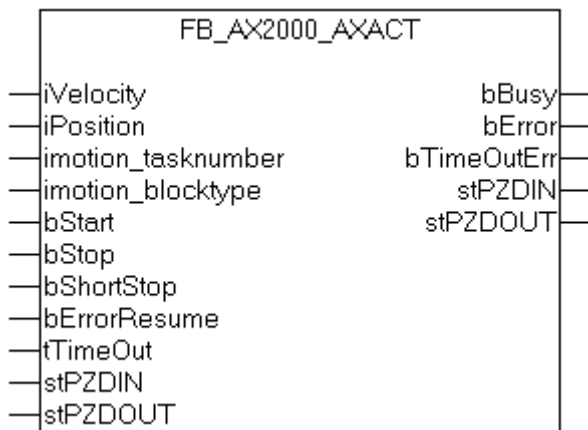 FB_AX2000_AXACT
iVelocity bBusy
iPosition bError
imotion_tasknumber bTimeOutErr
imotion_blocktype stPZDIN
bStart stPZDOUT
bStop
bShortStop
bErrorResume
tTimeOut
stPZDIN
stPZDOUT